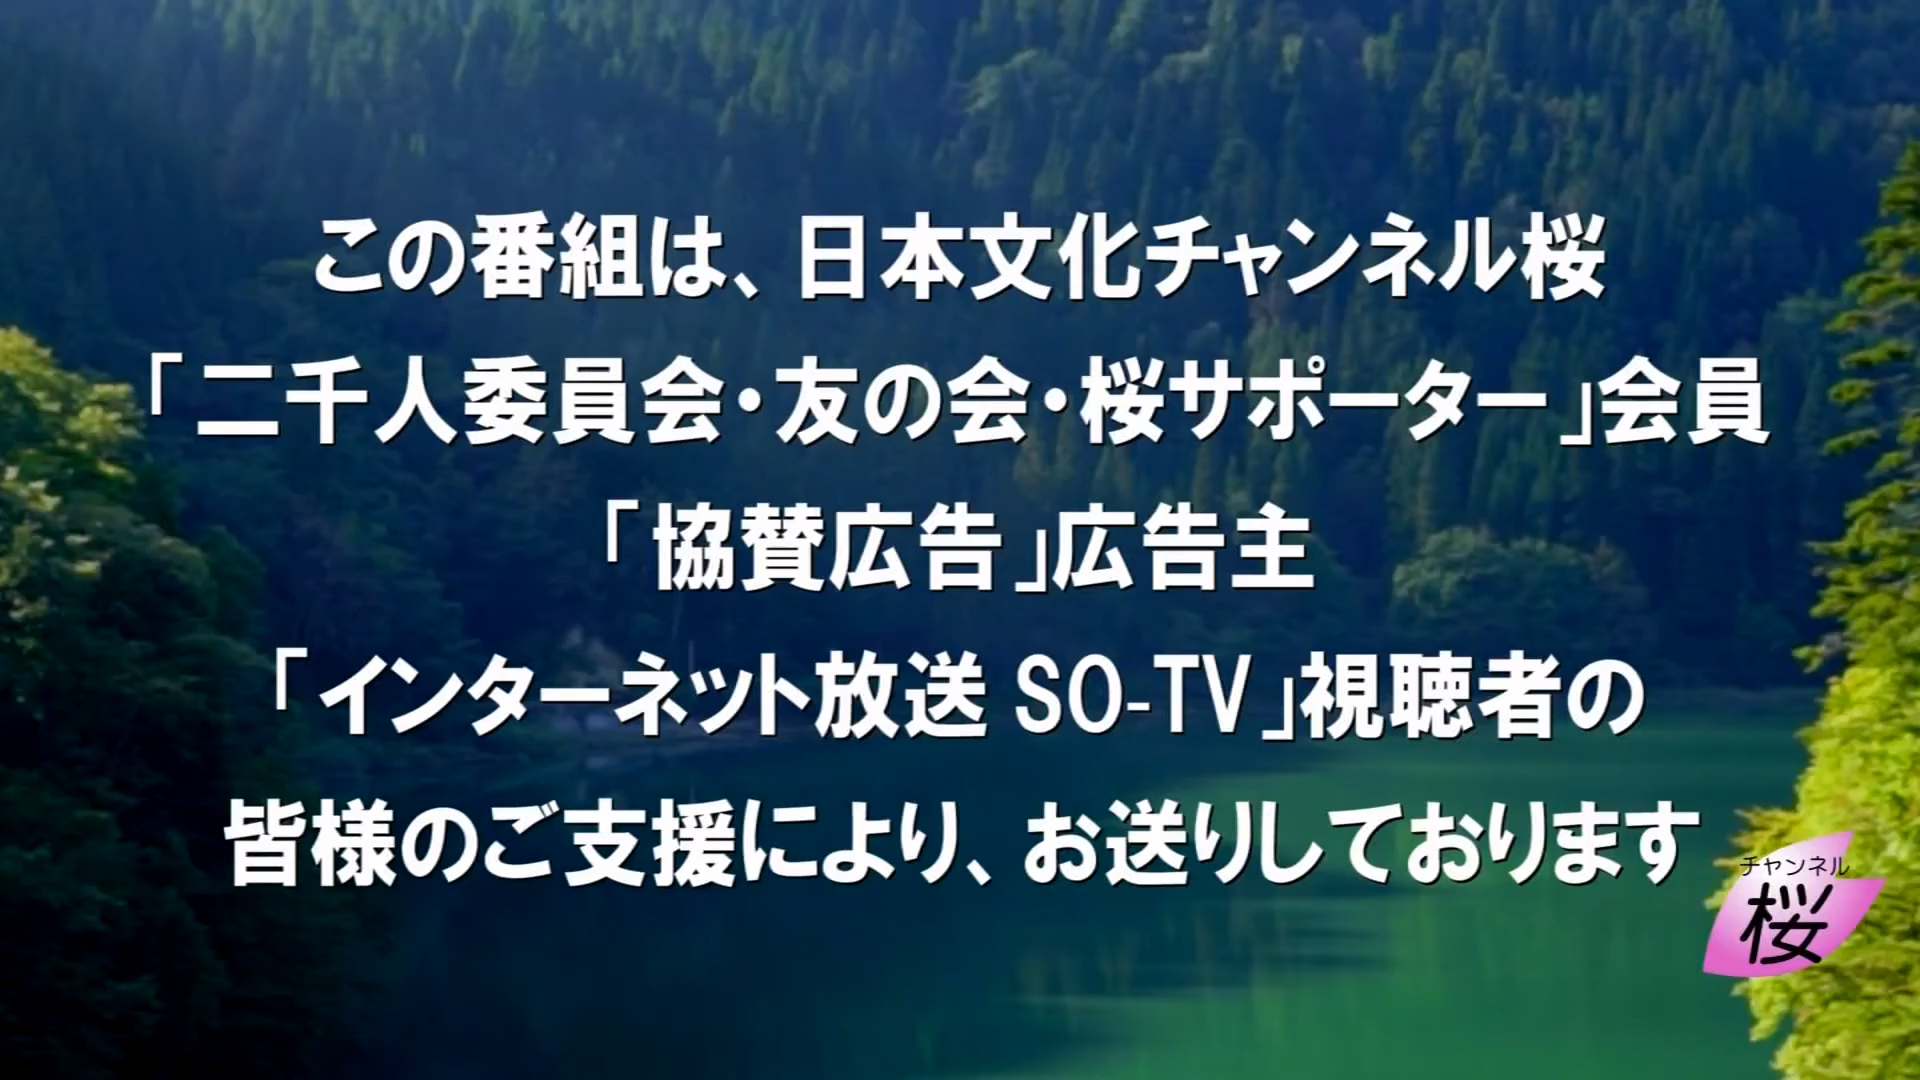 この番組は、日本文化チャンネル桜
「二千人委員会・友の会・桜サポーター」会員
「協賛広告」広告主
「インターネット放送 SO-TV」視聴者の
皆様のご支援により、お送りしております
チャンネル
桜